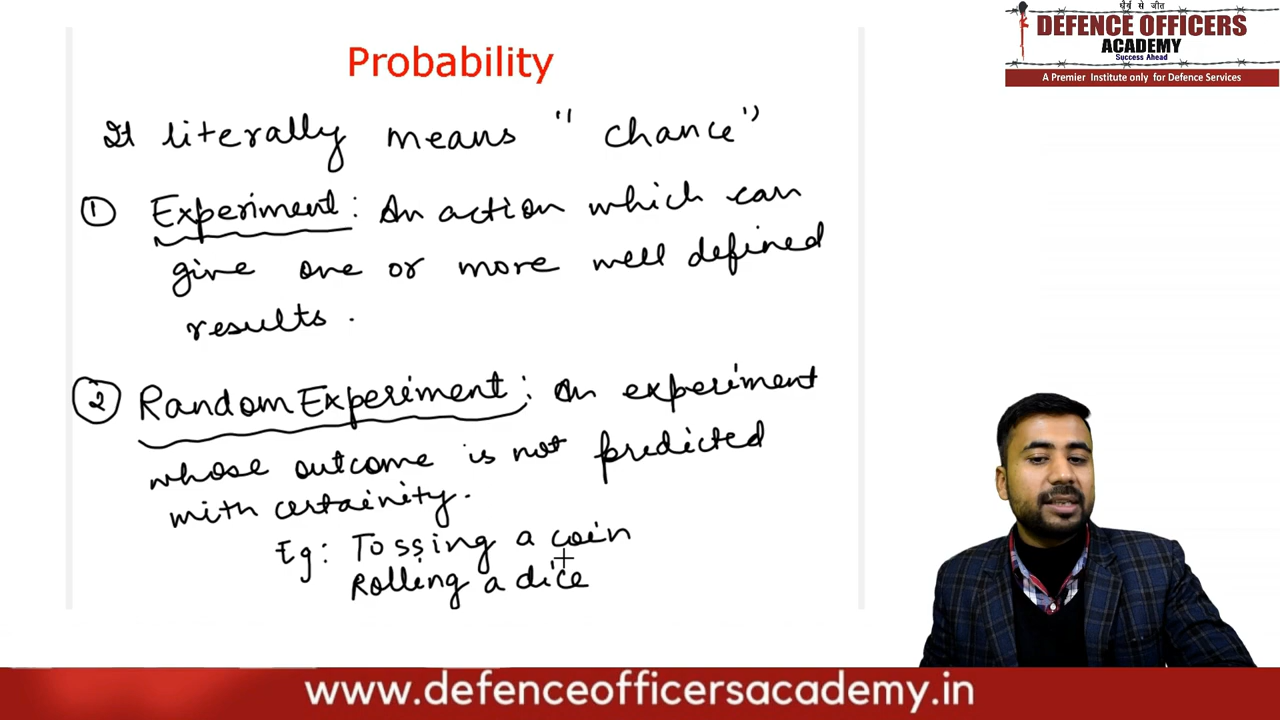 धैर्य से जीत
DEFENCE OFFICERS
ACADEMY
Success Ahead
A Premier Institute only for Defence Services
Probability
It literally means "chance"
① Experiment: An action which can
give one or more well defined
results.
② Random Experiment: An experiment
whose outcome is not predicted
with certainity.
Eg: Tossing a coin
Rolling a dice
www.defenceofficersacademy.in